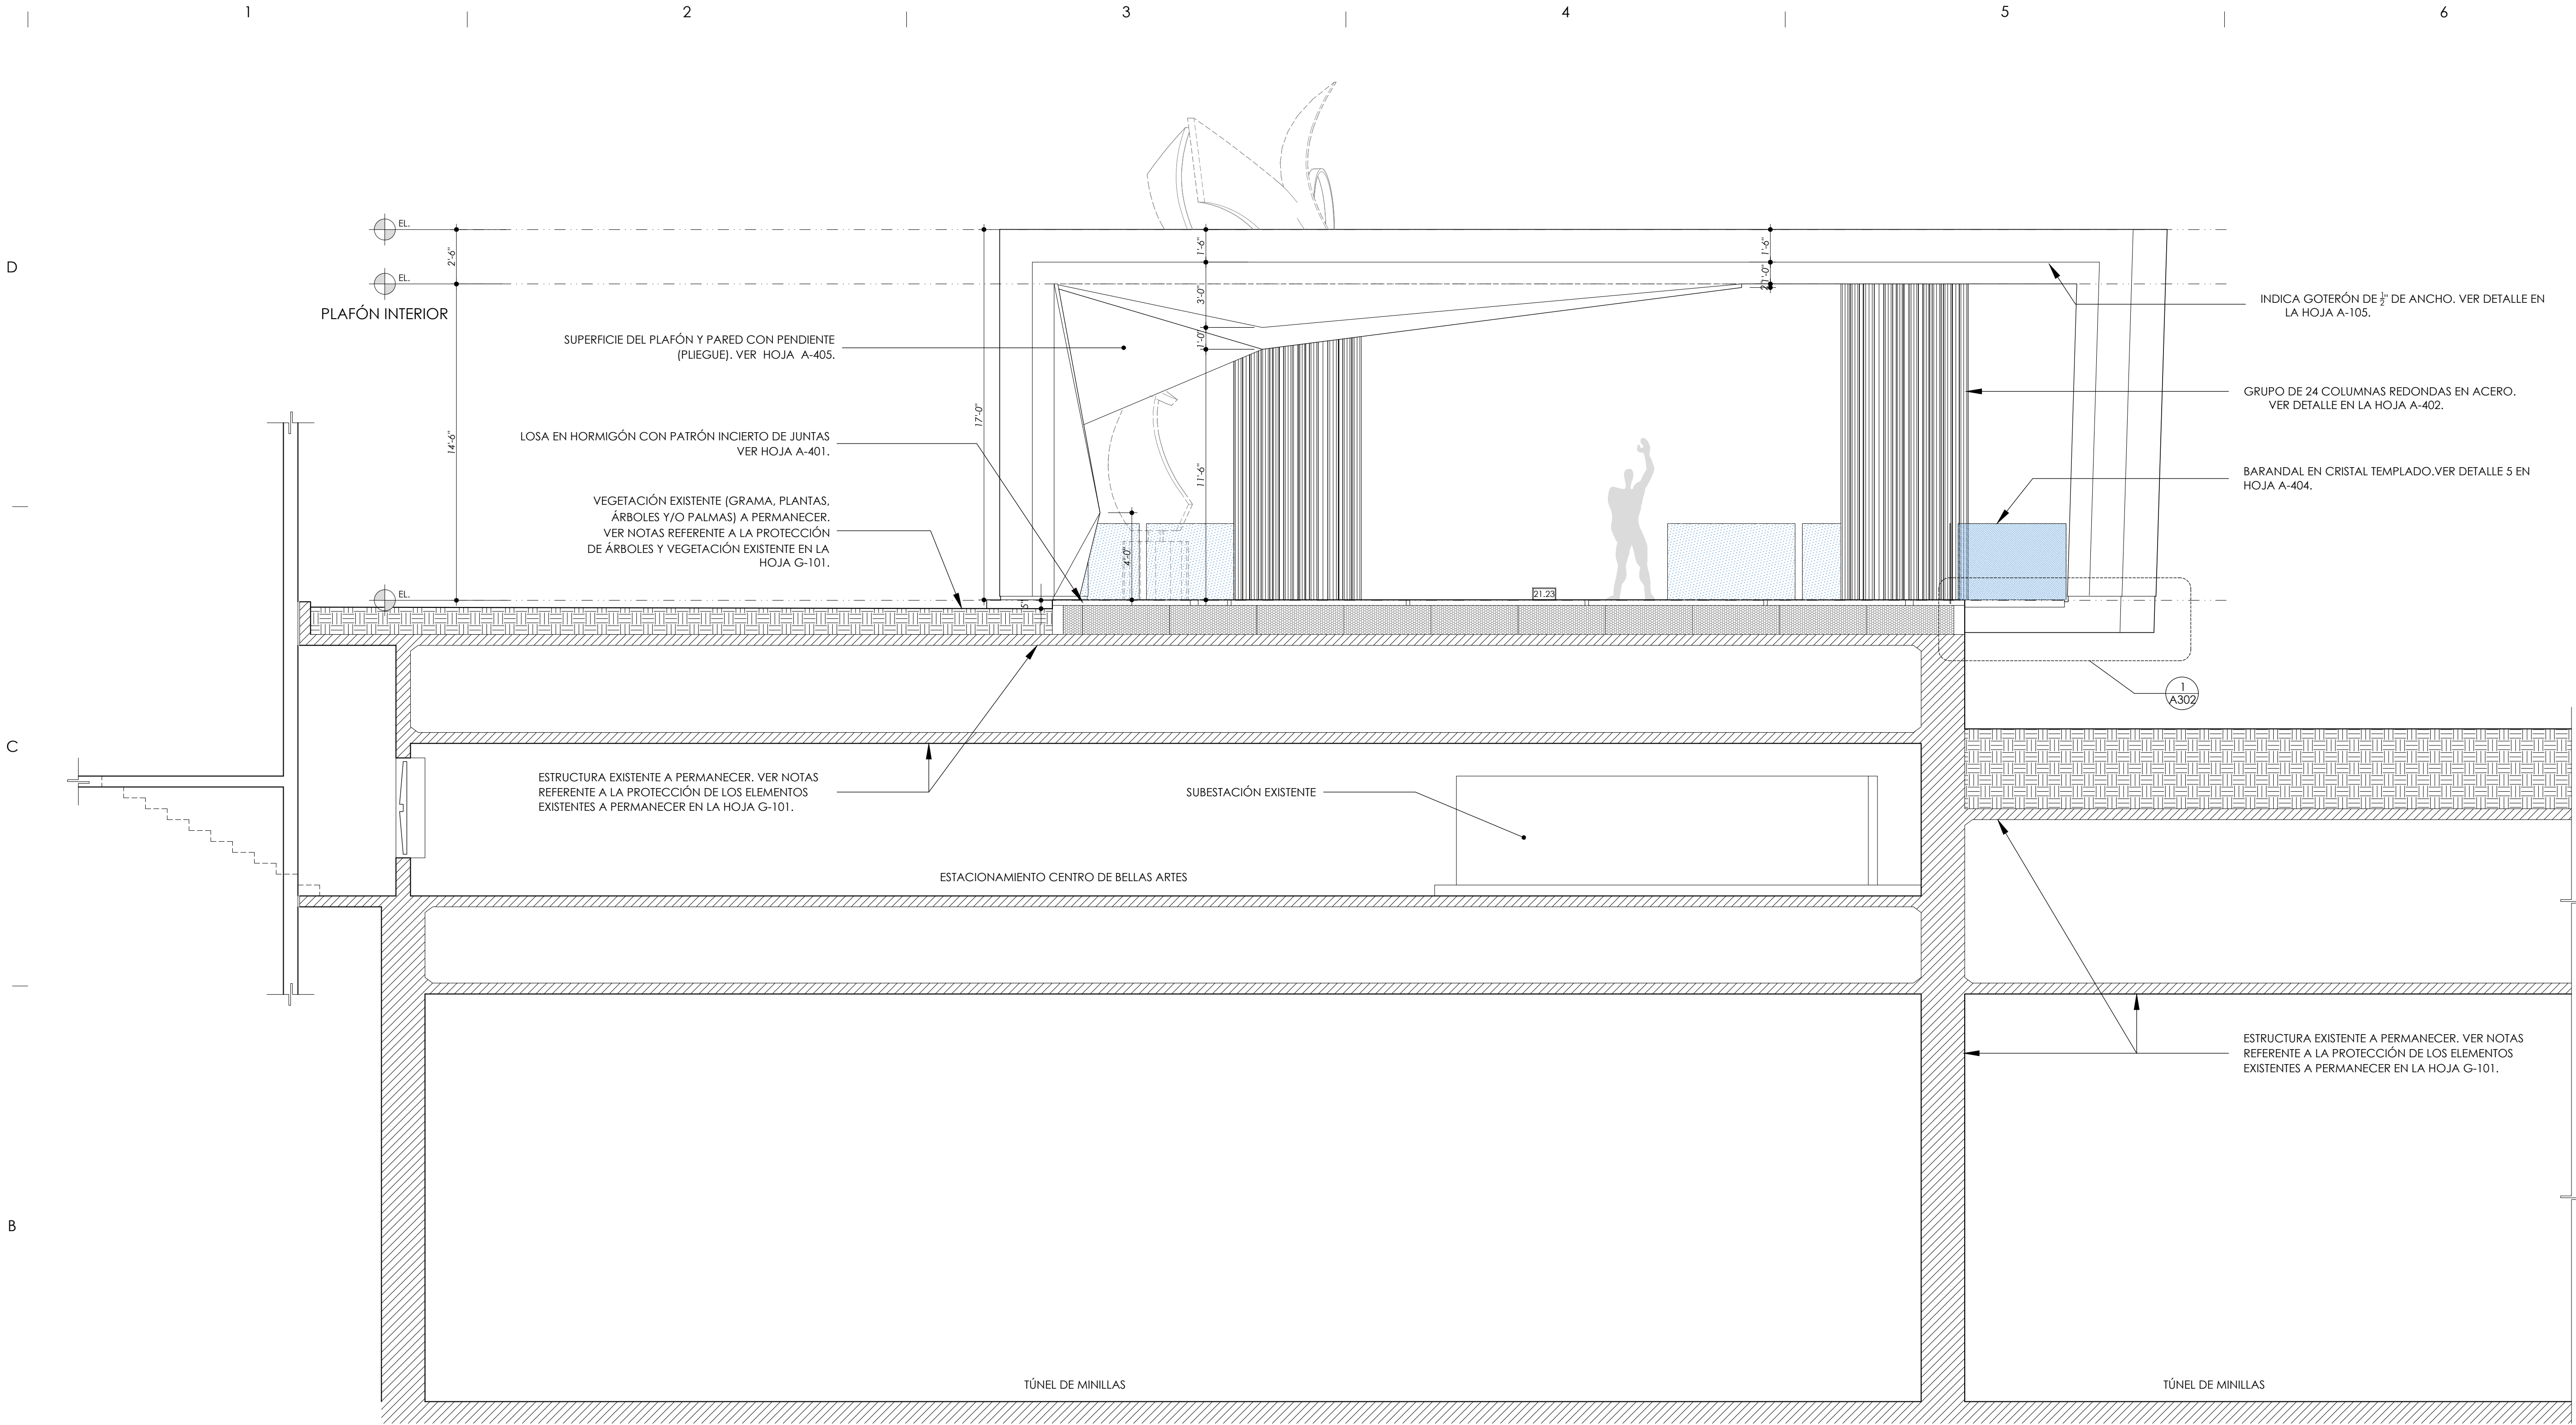 1 2 3 4 5 6
D
C
B
EL.
2'-6"
EL.
PLAFÓN INTERIOR
14'-6"
EL.
17'-0"
1'-6"
3'-0"
1'-0"
11'-6"
4'-0"
5"
1'-6"
SUPERFICIE DEL PLAFÓN Y PARED CON PENDIENTE
(PLIEGUE). VER HOJA A-405.
LOSA EN HORMIGÓN CON PATRÓN INCIERTO DE JUNTAS
VER HOJA A-401.
VEGETACIÓN EXISTENTE (GRAMA, PLANTAS,
ÁRBOLES Y/O PALMAS) A PERMANECER.
VER NOTAS REFERENTE A LA PROTECCIÓN
DE ÁRBOLES Y VEGETACIÓN EXISTENTE EN LA
HOJA G-101.
21.23
INDICA GOTERÓN DE 1/2" DE ANCHO. VER DETALLE EN
LA HOJA A-105.
GRUPO DE 24 COLUMNAS REDONDAS EN ACERO.
VER DETALLE EN LA HOJA A-402.
BARANDAL EN CRISTAL TEMPLADO.VER DETALLE 5 EN
HOJA A-404.
1
A302
ESTRUCTURA EXISTENTE A PERMANECER. VER NOTAS
REFERENTE A LA PROTECCIÓN DE LOS ELEMENTOS
EXISTENTES A PERMANECER EN LA HOJA G-101.
SUBESTACIÓN EXISTENTE
ESTACIONAMIENTO CENTRO DE BELLAS ARTES
ESTRUCTURA EXISTENTE A PERMANECER. VER NOTAS
REFERENTE A LA PROTECCIÓN DE LOS ELEMENTOS
EXISTENTES A PERMANECER EN LA HOJA G-101.
TÚNEL DE MINILLAS
TÚNEL DE MINILLAS